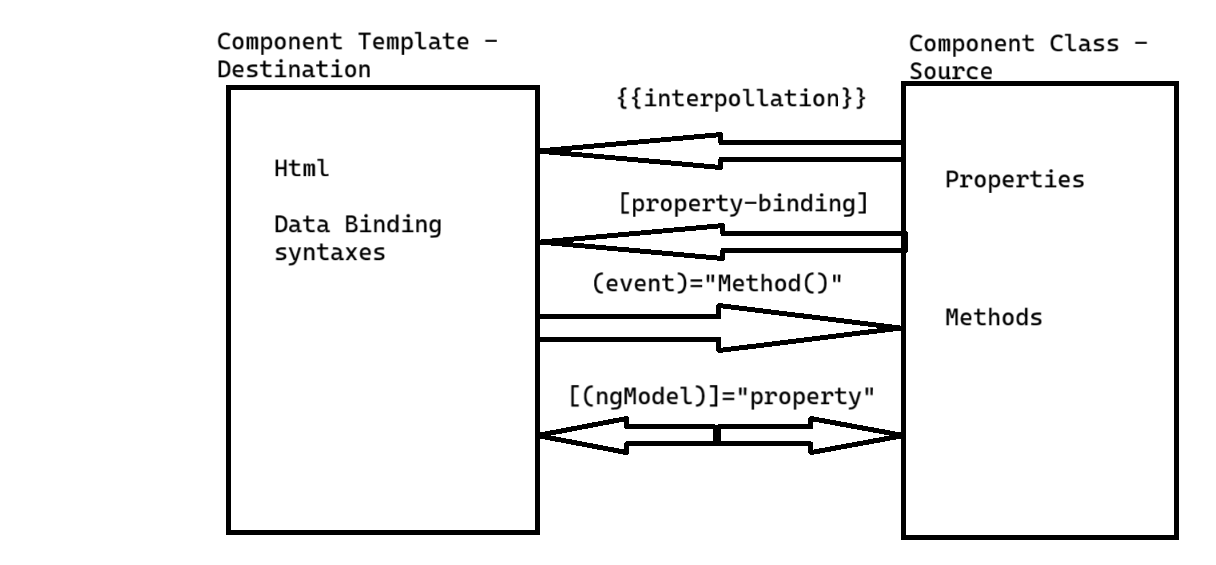 Component Template -
Destination
Component Class -
Source
{{interpollation}}
Html
Properties
[property-binding]
Data Binding
syntaxes
(event)="Method()"
Methods
[(ngModel)]="property"